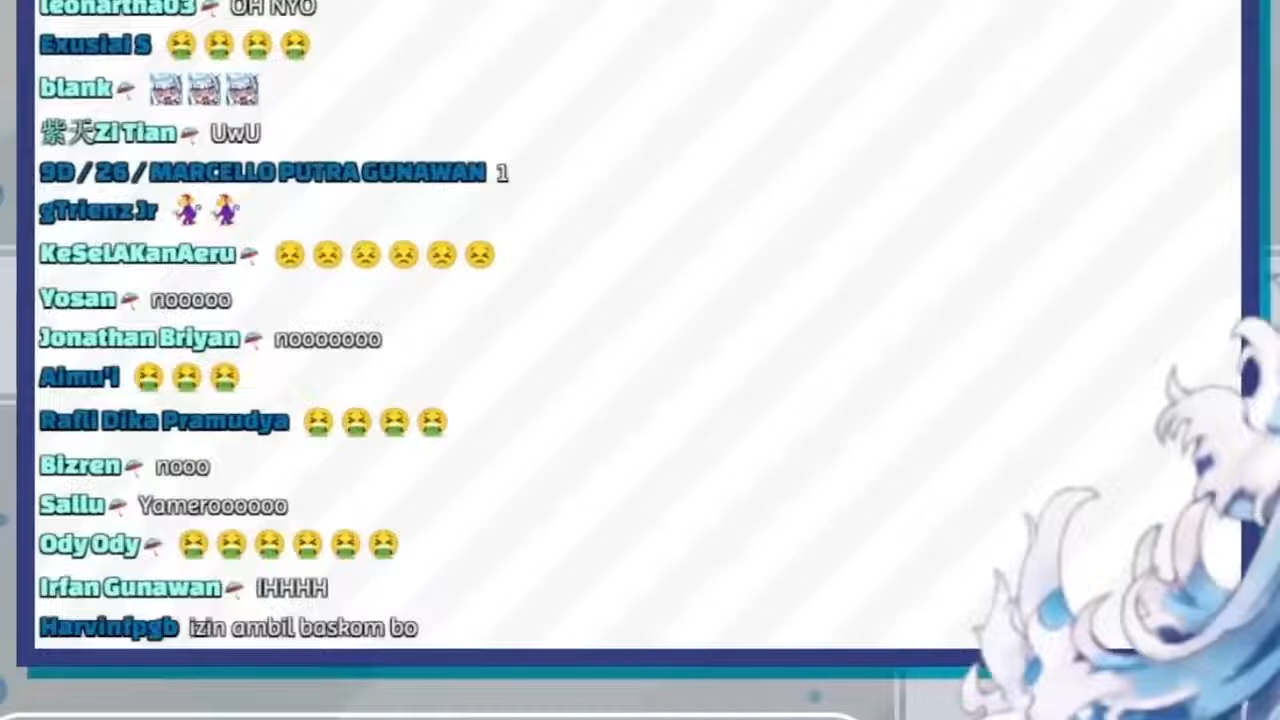 leonartha03 OH NYO
Exusiai S 🤮🤮🤮🤮
blank
紫天Zi Tian UwU
9D / 26 / MARCELLO PUTRA GUNAWAN 1
gTrienz Jr
KeSeLAKanAeru 😣😣😣😣😣😣
Yosan nooooo
Jonathan Briyan noooooooo
Aimu'l 🤮🤮🤮
Rafli Dika Pramudya 🤮🤮🤮🤮
Bizren nooo
Sallu Yameroooooo
Ody Ody 🤮🤮🤮🤮🤮🤮
Irfan Gunawan IHHHH
Harvinfpgb izin ambil baskom bo